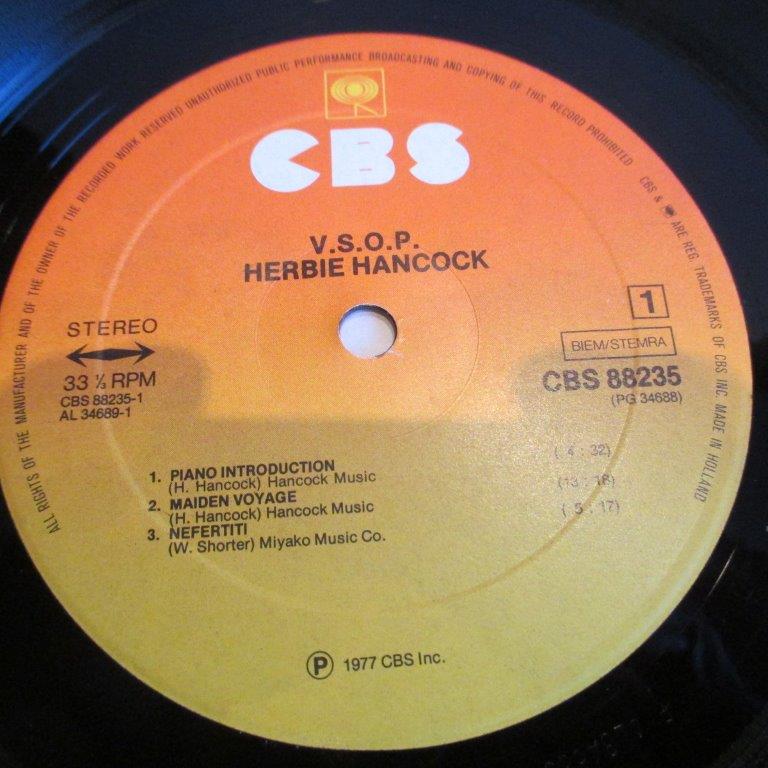 ALL RIGHTS OF THE MANUFACTURER AND OF THE OWNER OF THE RECORDED WORK RESERVED UNAUTHORIZED PUBLIC PERFORMANCE BROADCASTING AND COPYING OF THIS RECORD PROHIBITED CBS & ARE REG. TRADEMARKS OF CBS INC. MADE IN HOLLAND
CBS
V.S.O.P.
HERBIE HANCOCK
1
STEREO
BIEM/STEMRA
33 ⅓ RPM
CBS 88235
CBS 88235-1
(PG 34688)
AL 34689-1
1. PIANO INTRODUCTION (4:32)
(H. Hancock) Hancock Music
2. MAIDEN VOYAGE (13:18)
(H. Hancock) Hancock Music
3. NEFERTITI (5:17)
(W. Shorter) Miyako Music Co.
Ⓟ 1977 CBS Inc.